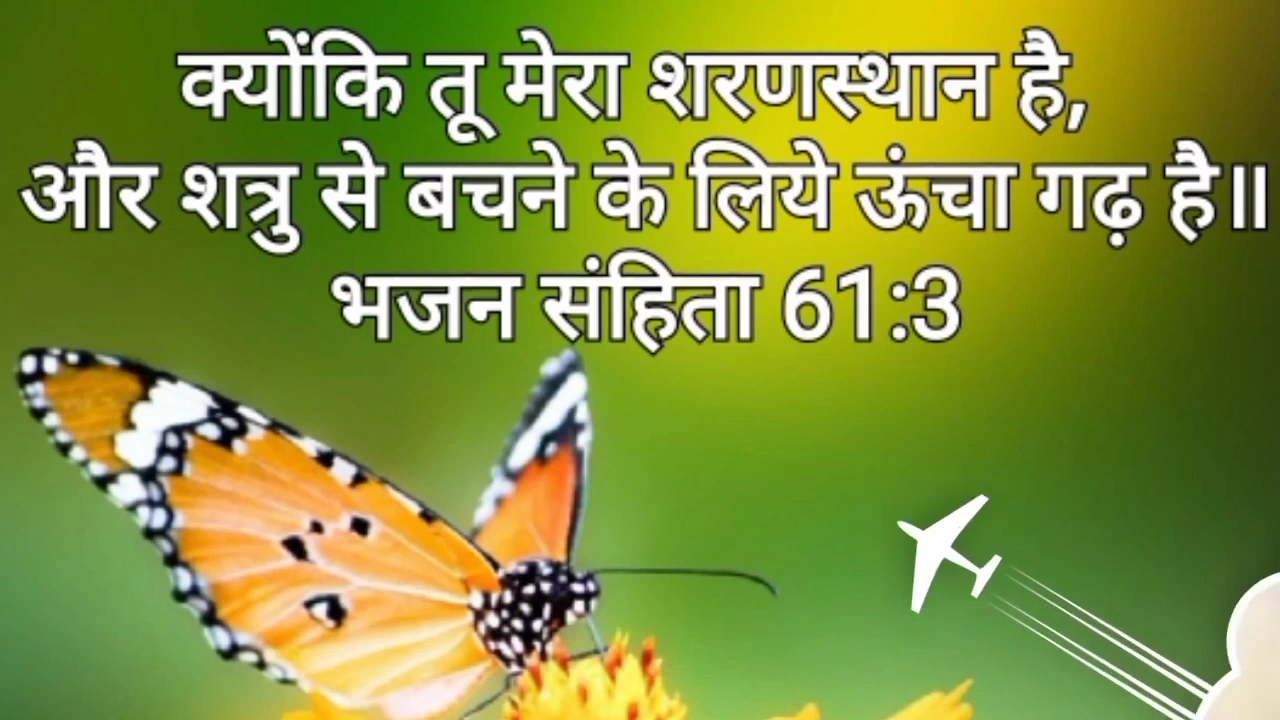 क्योंकि तू मेरा शरणस्थान है,
और शत्रु से बचने के लिये ऊंचा गढ़ है॥
भजन संहिता 61:3